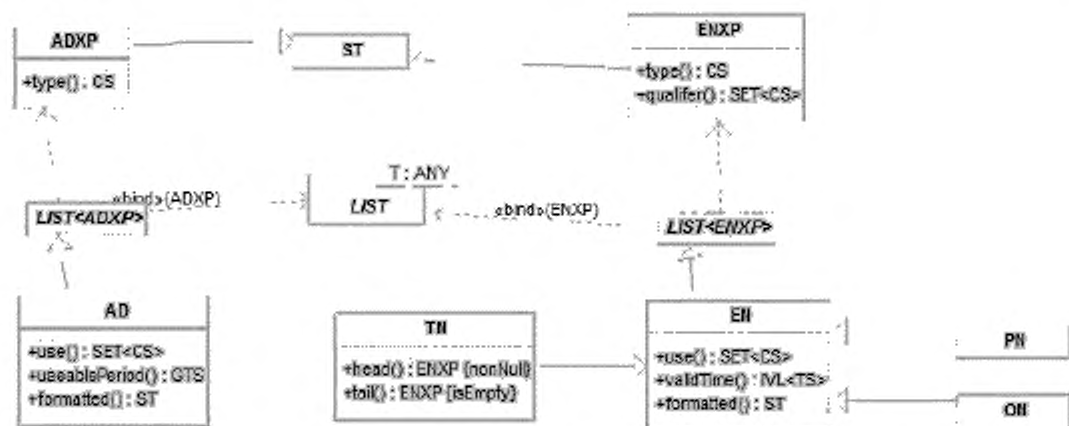 ADXP
+type() : CS
ST
ENXP
+type() : CS
+qualifer() : SET<CS>
«bind»{ADXP}
T : ANY
LIST
«bind»{ENXP}
LIST<ADXP>
LIST<ENXP>
AD
+use() : SET<CS>
+useablePeriod() : GTS
+formatted() : ST
TN
+head() : ENXP {nonNull}
+tail() : ENXP {isEmpty}
EN
+use() : SET<CS>
+validTime() : IVL<TS>
+formatted() : ST
PN
ON